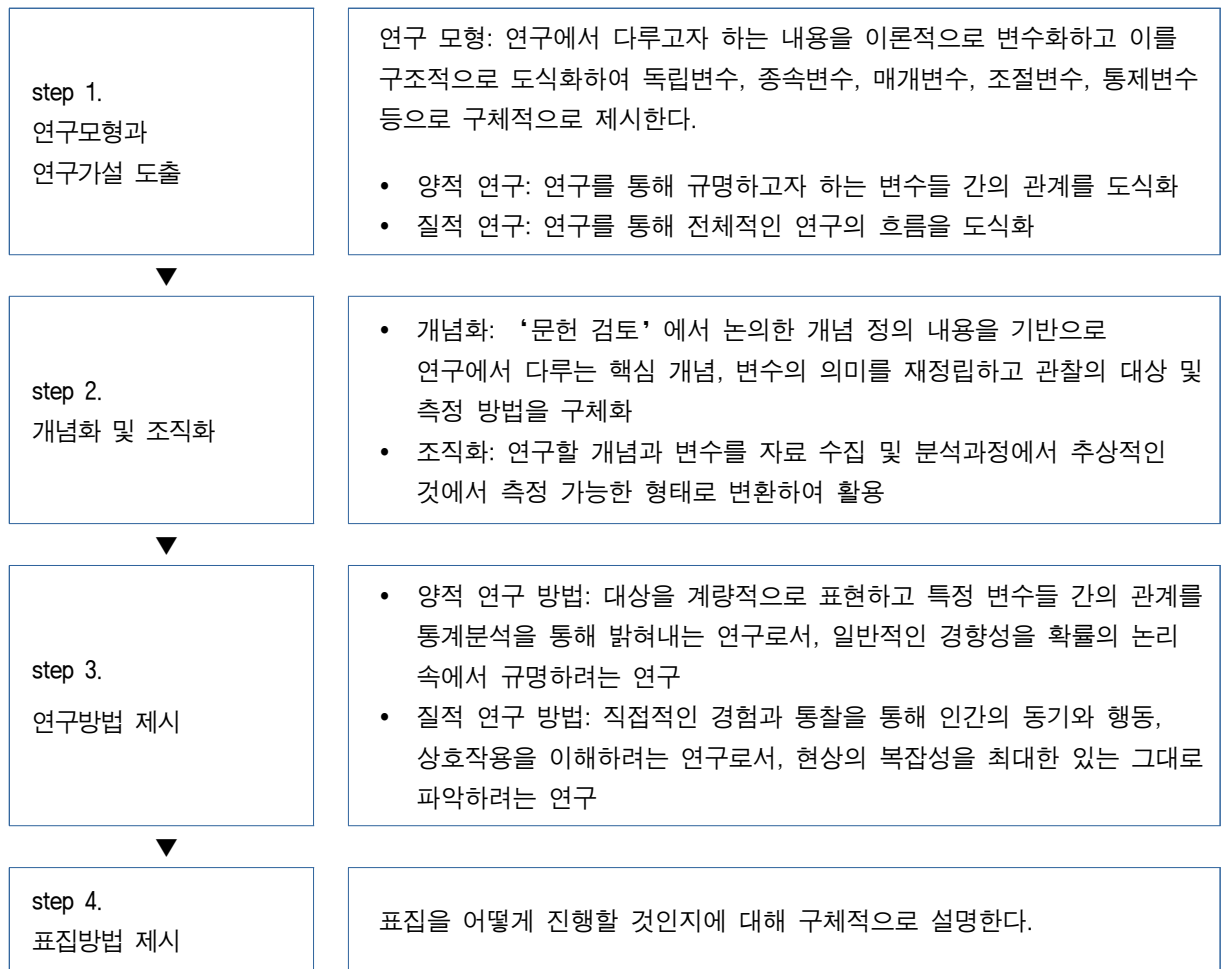 step 1.
연구모형과
연구가설 도출
연구 모형: 연구에서 다루고자 하는 내용을 이론적으로 변수화하고 이를
구조적으로 도식화하여 독립변수, 종속변수, 매개변수, 조절변수, 통제변수
등으로 구체적으로 제시한다.
• 양적 연구: 연구를 통해 규명하고자 하는 변수들 간의 관계를 도식화
• 질적 연구: 연구를 통해 전체적인 연구의 흐름을 도식화
▼
step 2.
개념화 및 조직화
• 개념화: ‘문헌 검토’에서 논의한 개념 정의 내용을 기반으로
연구에서 다루는 핵심 개념, 변수의 의미를 재정립하고 관찰의 대상 및
측정 방법을 구체화
• 조직화: 연구할 개념과 변수를 자료 수집 및 분석과정에서 추상적인
것에서 측정 가능한 형태로 변환하여 활용
▼
step 3.
연구방법 제시
• 양적 연구 방법: 대상을 계량적으로 표현하고 특정 변수들 간의 관계를
통계분석을 통해 밝혀내는 연구로서, 일반적인 경향성을 확률의 논리
속에서 규명하려는 연구
• 질적 연구 방법: 직접적인 경험과 통찰을 통해 인간의 동기와 행동,
상호작용을 이해하려는 연구로서, 현상의 복잡성을 최대한 있는 그대로
파악하려는 연구
▼
step 4.
표집방법 제시
표집을 어떻게 진행할 것인지에 대해 구체적으로 설명한다.